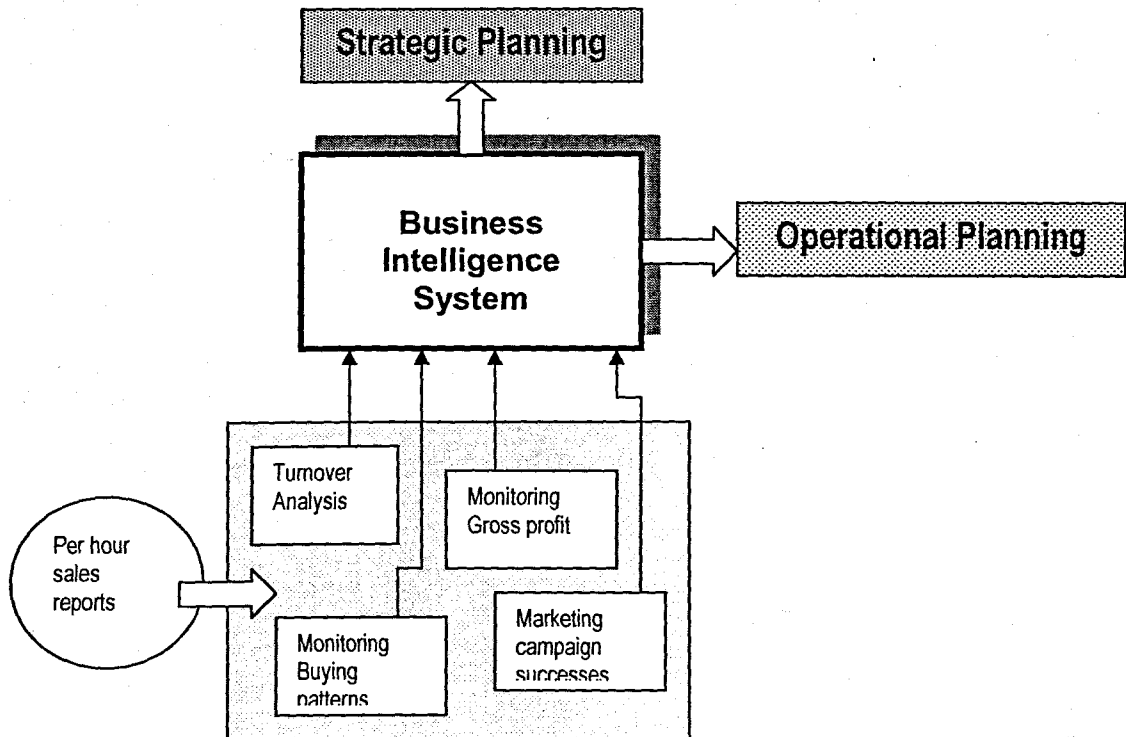 Strategic Planning
Business
Intelligence
System
Operational Planning
Turnover
Analysis
Monitoring
Gross profit
Per hour
sales
reports
Monitoring
Buying
patterns
Marketing
campaign
successes